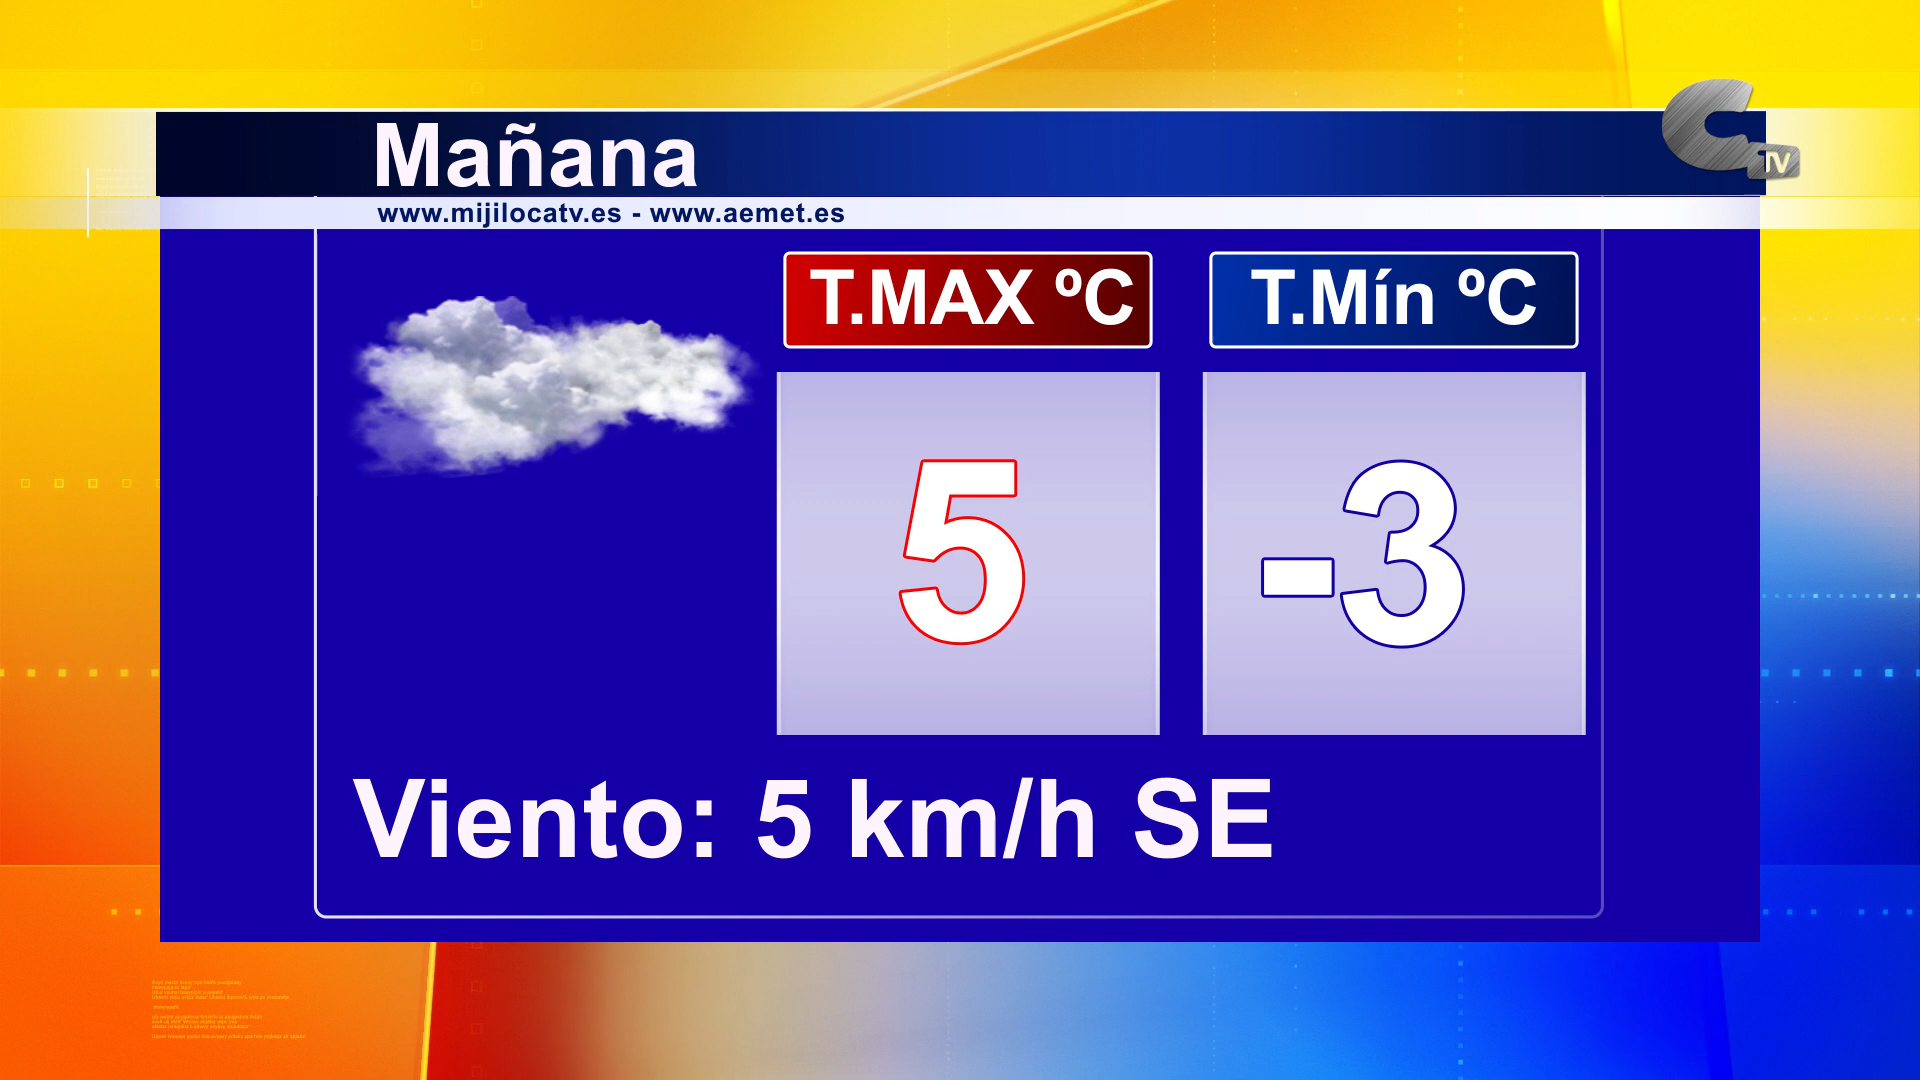 Mañana
www.mijilocatv.es - www.aemet.es
TV
T.MAX ºC
T.Mín ºC
5
-3
Viento: 5 km/h SE